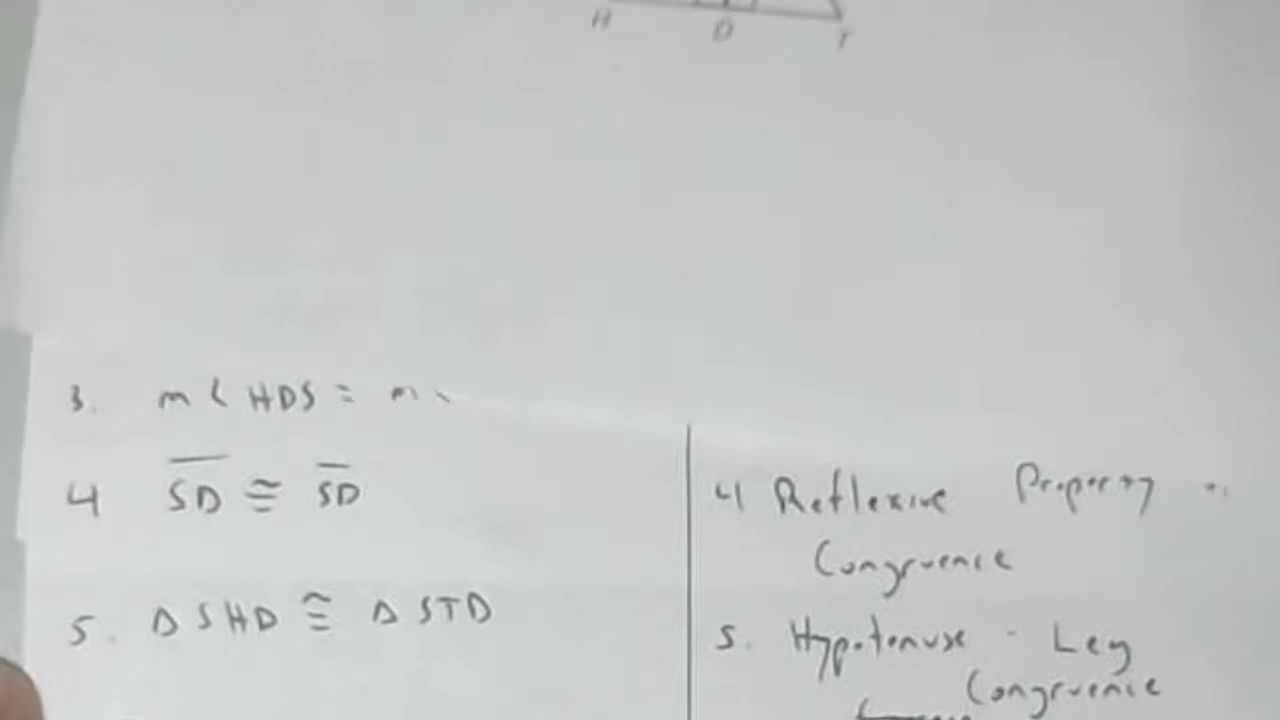 H D T
3. m < HDS = m
4 SD ≅ SD
4 Reflexive Property
Congruence
5. △ SHD ≅ △ STD
5. Hypotenuse - Leg
Congruence